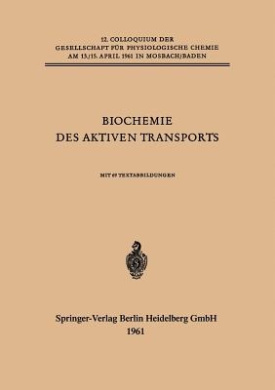 12. COLLOQUIUM DER
GESELLSCHAFT FÜR PHYSIOLOGISCHE CHEMIE
AM 13./15. APRIL 1961 IN MOSBACH/BADEN
BIOCHEMIE
DES AKTIVEN TRANSPORTS
MIT 69 TEXTABBILDUNGEN
Springer-Verlag Berlin Heidelberg GmbH
1961